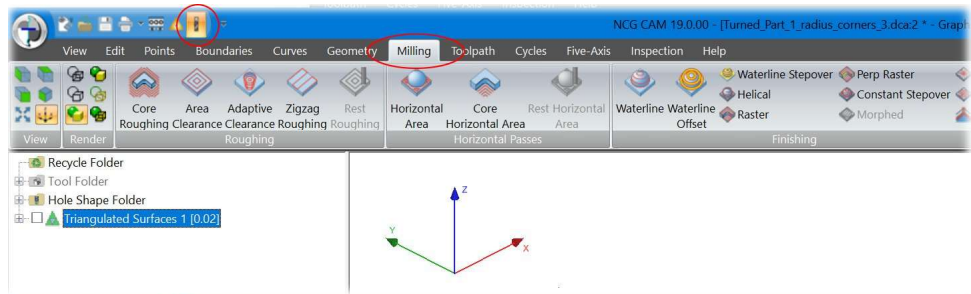 NCG CAM 19.0.00 - [Turned_Part_1_radius_corners_3.dca:2 * - Graph
View Edit Points Boundaries Curves Geometry Milling Toolpath Cycles Five-Axis Inspection Help
Core Roughing
Area Clearance
Adaptive Clearance
Zigzag Roughing
Rest Roughing
Horizontal Area
Core Horizontal Area
Rest Horizontal Area
Waterline
Waterline Offset
Waterline Stepover
Helical
Raster
Perp Raster
Constant Stepover
Morphed
View Render Roughing Horizontal Passes Finishing
Recycle Folder
Tool Folder
Hole Shape Folder
Triangulated Surfaces 1 [0.02]
Z
Y
X